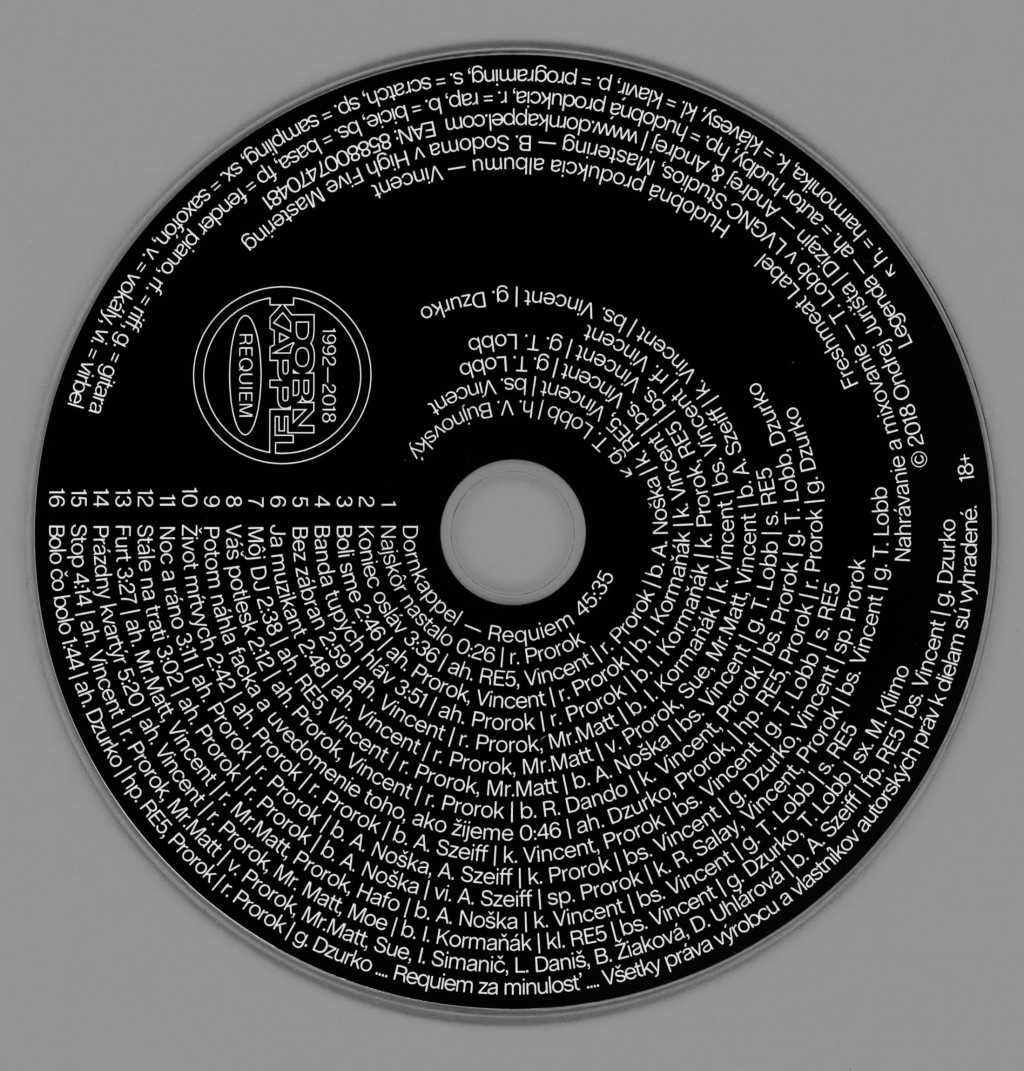 Dornkappel — Requiem 45:35
1 Najskôr nastalo 0:26 | r. Prorok
2 Koniec osláv 3:36 | ah. RE5, Vincent | r. Prorok | b. A. Noška | k. g. T. Lobb | h. V. Bujnovský
3 Boli sme 2:46 | ah. Prorok, Vincent | r. Prorok | b. I. Kormaňák | k. RE5, Vincent | bs. Vincent
4 Banda tupých hláv 3:51 | ah. Prorok | r. Prorok | b. I. Kormaňák | k. Vincent | bs. Vincent | g. T. Lobb
5 Bez zábran 2:59 | ah. Vincent | r. Prorok, Mr.Matt | b. I. Kormaňák | k. Prorok, RE5 | rf. Vincent | g. T. Lobb
6 Ja muzikant 2:48 | ah. Vincent | r. Prorok, Mr.Matt | v. Prorok, Sue, Mr.Matt, Vincent | b. A. Szeiff | k. Vincent | bs. Vincent | g. Dzurko
7 Môj DJ 2:38 | ah. RE5, Vincent | r. Prorok, Mr.Matt | b. A. Noška | bs. Vincent | g. T. Lobb | s. RE5
8 Váš potlesk 2:12 | ah. Prorok, Vincent | r. Prorok | b. R. Dando | k. Vincent, Prorok | bs. Prorok | g. T. Lobb, Dzurko
9 Potom náhla facka a uvedomenie toho, ako žijeme 0:46 | ah. Dzurko, Prorok | hp. RE5, Prorok | r. Prorok | g. Dzurko
10 Život mŕtvych 2:42 | ah. Prorok | r. Prorok | b. A. Szeiff | k. Vincent, Prorok | bs. Vincent | g. T. Lobb | s. RE5
11 Noc a ráno 3:11 | ah. Prorok | r. Prorok | b. A. Noška, A. Szeiff | k. Prorok | bs. Vincent | g. Dzurko, Vincent | sp. Prorok
12 Stále na trati 3:02 | ah. Prorok | r. Prorok | b. A. Noška | vi. A. Szeiff | sp. Prorok | k. R. Salay, Vincent, Prorok | bs. Vincent | g. T. Lobb
13 Furt 3:27 | ah. Mr.Matt, Vincent | r. Mr.Matt, Prorok, Hafo | b. A. Noška | k. Vincent | bs. Vincent | g. T. Lobb | s. RE5
14 Prázdny kvartýr 5:20 | ah. Vincent | r. Prorok, Mr. Matt, Moe | b. I. Kormaňák | kl. RE5 | bs. Vincent | g. Dzurko, T. Lobb | sx. M. Klimo
15 Stop 4:14 | ah. Vincent | r. Prorok, Mr.Matt | v. Prorok, Mr.Matt, Sue, I. Simanič, L. Daniš, B. Žiaková, D. Uhlárová | b. A. Szeiff | fp. RE5 | bs. Vincent | g. Dzurko
16 Bolo čo bolo 1:44 | ah. Dzurko | hp. RE5, Prorok | r. Prorok | g. Dzurko .... Requiem za minulosť .... Všetky práva výrobcu a vlastníkov autorských práv k dielam sú vyhradené. 18+
Hudobná produkcia albumu — Vincent
Nahrávanie a mixovanie — T. Lobb v LVGNC Studios, Mastering — B. Sodoma v High Five Mastering
Freshmeat Label
© 2018 Ondrej Jurišta | Dizajn — Andrej & Andrej | www.dornkappel.com EAN: 8588007470481
Legenda — ah. = autor hudby, hp. = hudobná produkcia, r. = rap, b. = bicie, bs. = basa, fp = fender piano, rf. = riff, g. = gitara
h. = harmonika, k. = klávesy, kl. = klavír, p. = programing, s. = scratch, sp. = sampling, sx. = saxofón, v. = vokály, vi. = vírbel
1992–2018
DORN
KAPPEL
REQUIEM